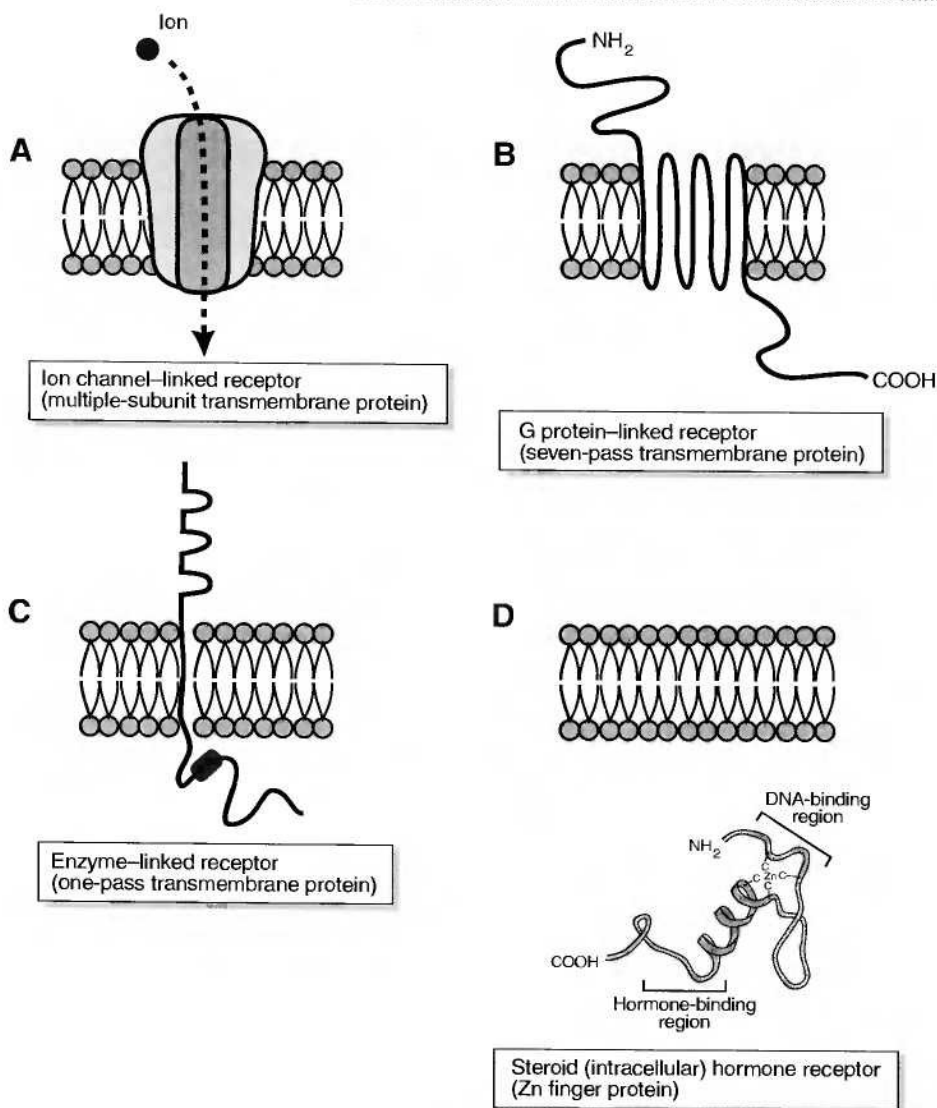 Ion
A
Ion channel–linked receptor
(multiple-subunit transmembrane protein)
NH₂
B
COOH
G protein–linked receptor
(seven-pass transmembrane protein)
C
Enzyme–linked receptor
(one-pass transmembrane protein)
D
DNA-binding
region
NH₂
C
C Zn C
C
COOH
Hormone-binding
region
Steroid (intracellular) hormone receptor
(Zn finger protein)